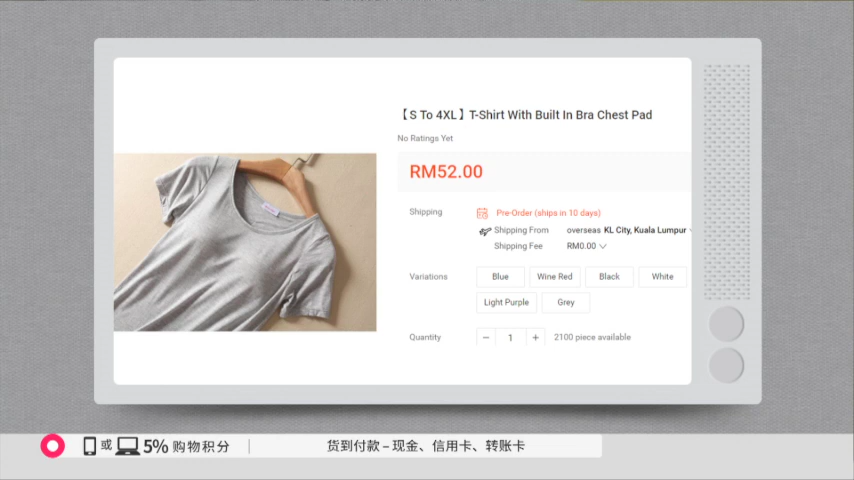 【S To 4XL】T-Shirt With Built In Bra Chest Pad
No Ratings Yet
RM52.00
Shipping
Pre-Order (ships in 10 days)
Shipping From overseas KL City, Kuala Lumpur
Shipping Fee RM0.00
Variations
Blue Wine Red Black White
Light Purple Grey
Quantity − 1 + 2100 piece available
或 5% 购物积分
货到付款 – 现金、信用卡、转账卡